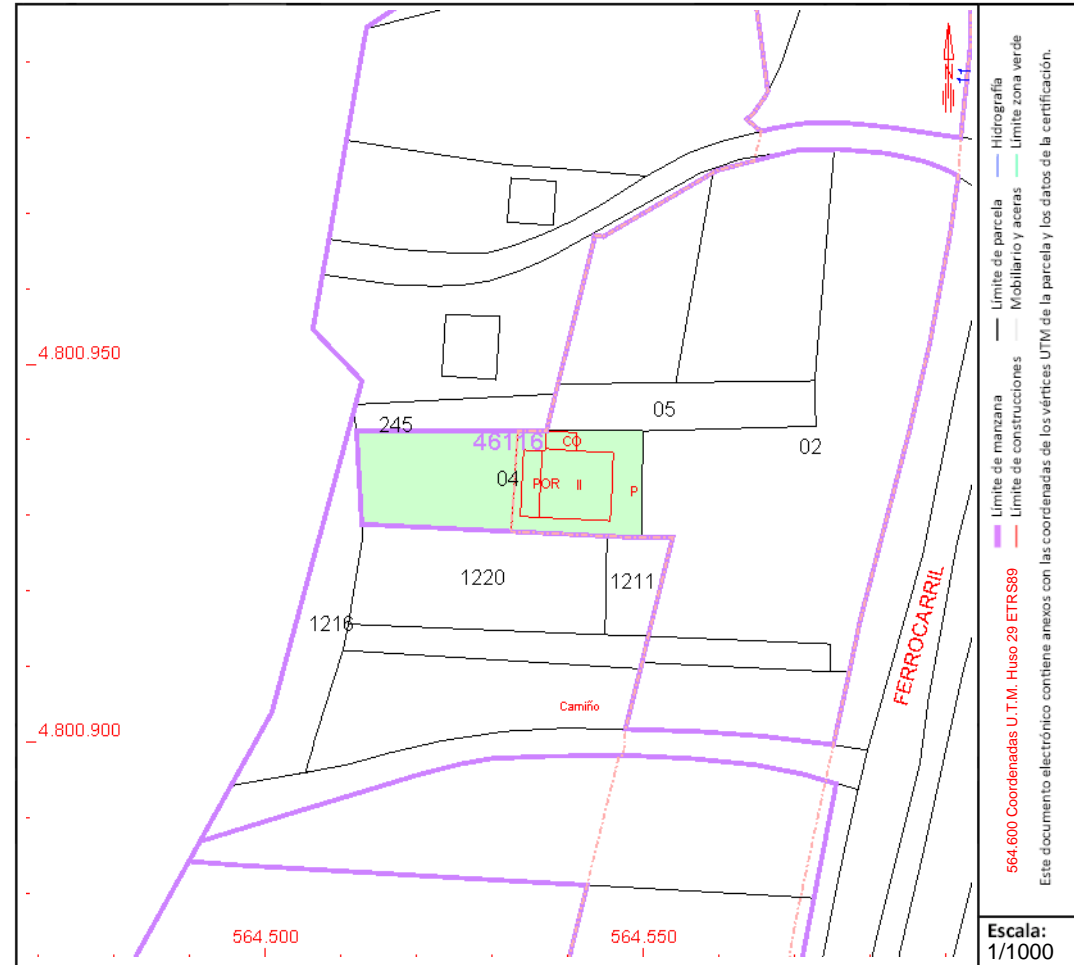 4.800.950
4.800.900
564.500
564.550
245
46116
04
CO
POR
II
P
05
02
1220
1211
1216
Camiño
FERROCARRIL
N
11
Límite de manzana
Límite de parcela
Hidrografía
Límite de construcciones
Mobiliario y aceras
Límite zona verde
564.600 Coordenadas U.T.M. Huso 29 ETRS89
Este documento electrónico contiene anexos con las coordenadas de los vértices UTM de la parcela y los datos de la certificación.
Escala:
1/1000